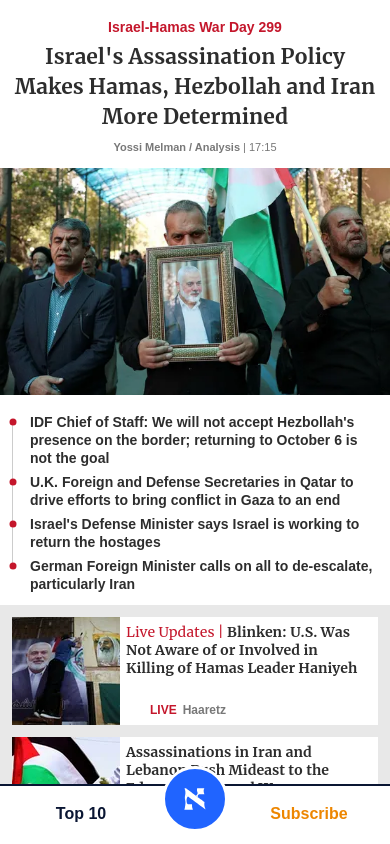 Israel-Hamas War Day 299
Israel's Assassination Policy
Makes Hamas, Hezbollah and Iran
More Determined
Yossi Melman / Analysis | 17:15
IDF Chief of Staff: We will not accept Hezbollah's
presence on the border; returning to October 6 is
not the goal
U.K. Foreign and Defense Secretaries in Qatar to
drive efforts to bring conflict in Gaza to an end
Israel's Defense Minister says Israel is working to
return the hostages
German Foreign Minister calls on all to de-escalate,
particularly Iran
Live Updates | Blinken: U.S. Was
Not Aware of or Involved in
Killing of Hamas Leader Haniyeh
LIVE Haaretz
Assassinations in Iran and
Lebanon Mideast to the
Top 10
Subscribe